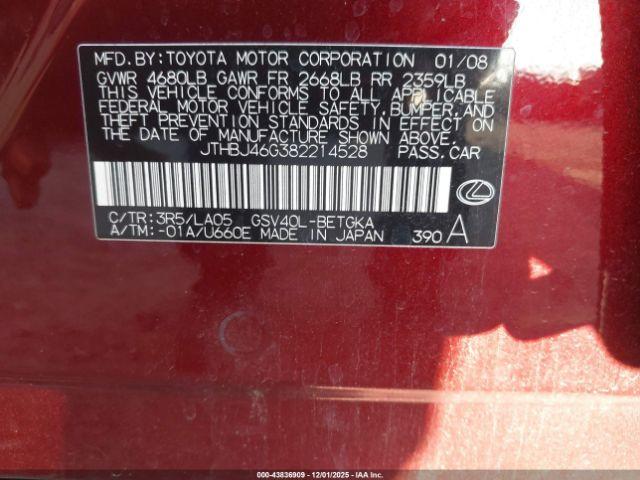 MFD. BY: TOYOTA MOTOR CORPORATION 01/08
GVWR 4680LB GAWR FR 2668LB RR 2359LB
THIS VEHICLE CONFORMS TO ALL APPLICABLE
FEDERAL MOTOR VEHICLE SAFETY, BUMPER, AND
THEFT PREVENTION STANDARDS IN EFFECT ON
THE DATE OF MANUFACTURE SHOWN ABOVE.
JTHBJ46G382214528 PASS.CAR
C/TR: 3R5/LA05 GSV40L-BETGKA
A/TM: -01A/U660E MADE IN JAPAN 390 A
000-43836909 | 12/01/2025 - IAAI.COM